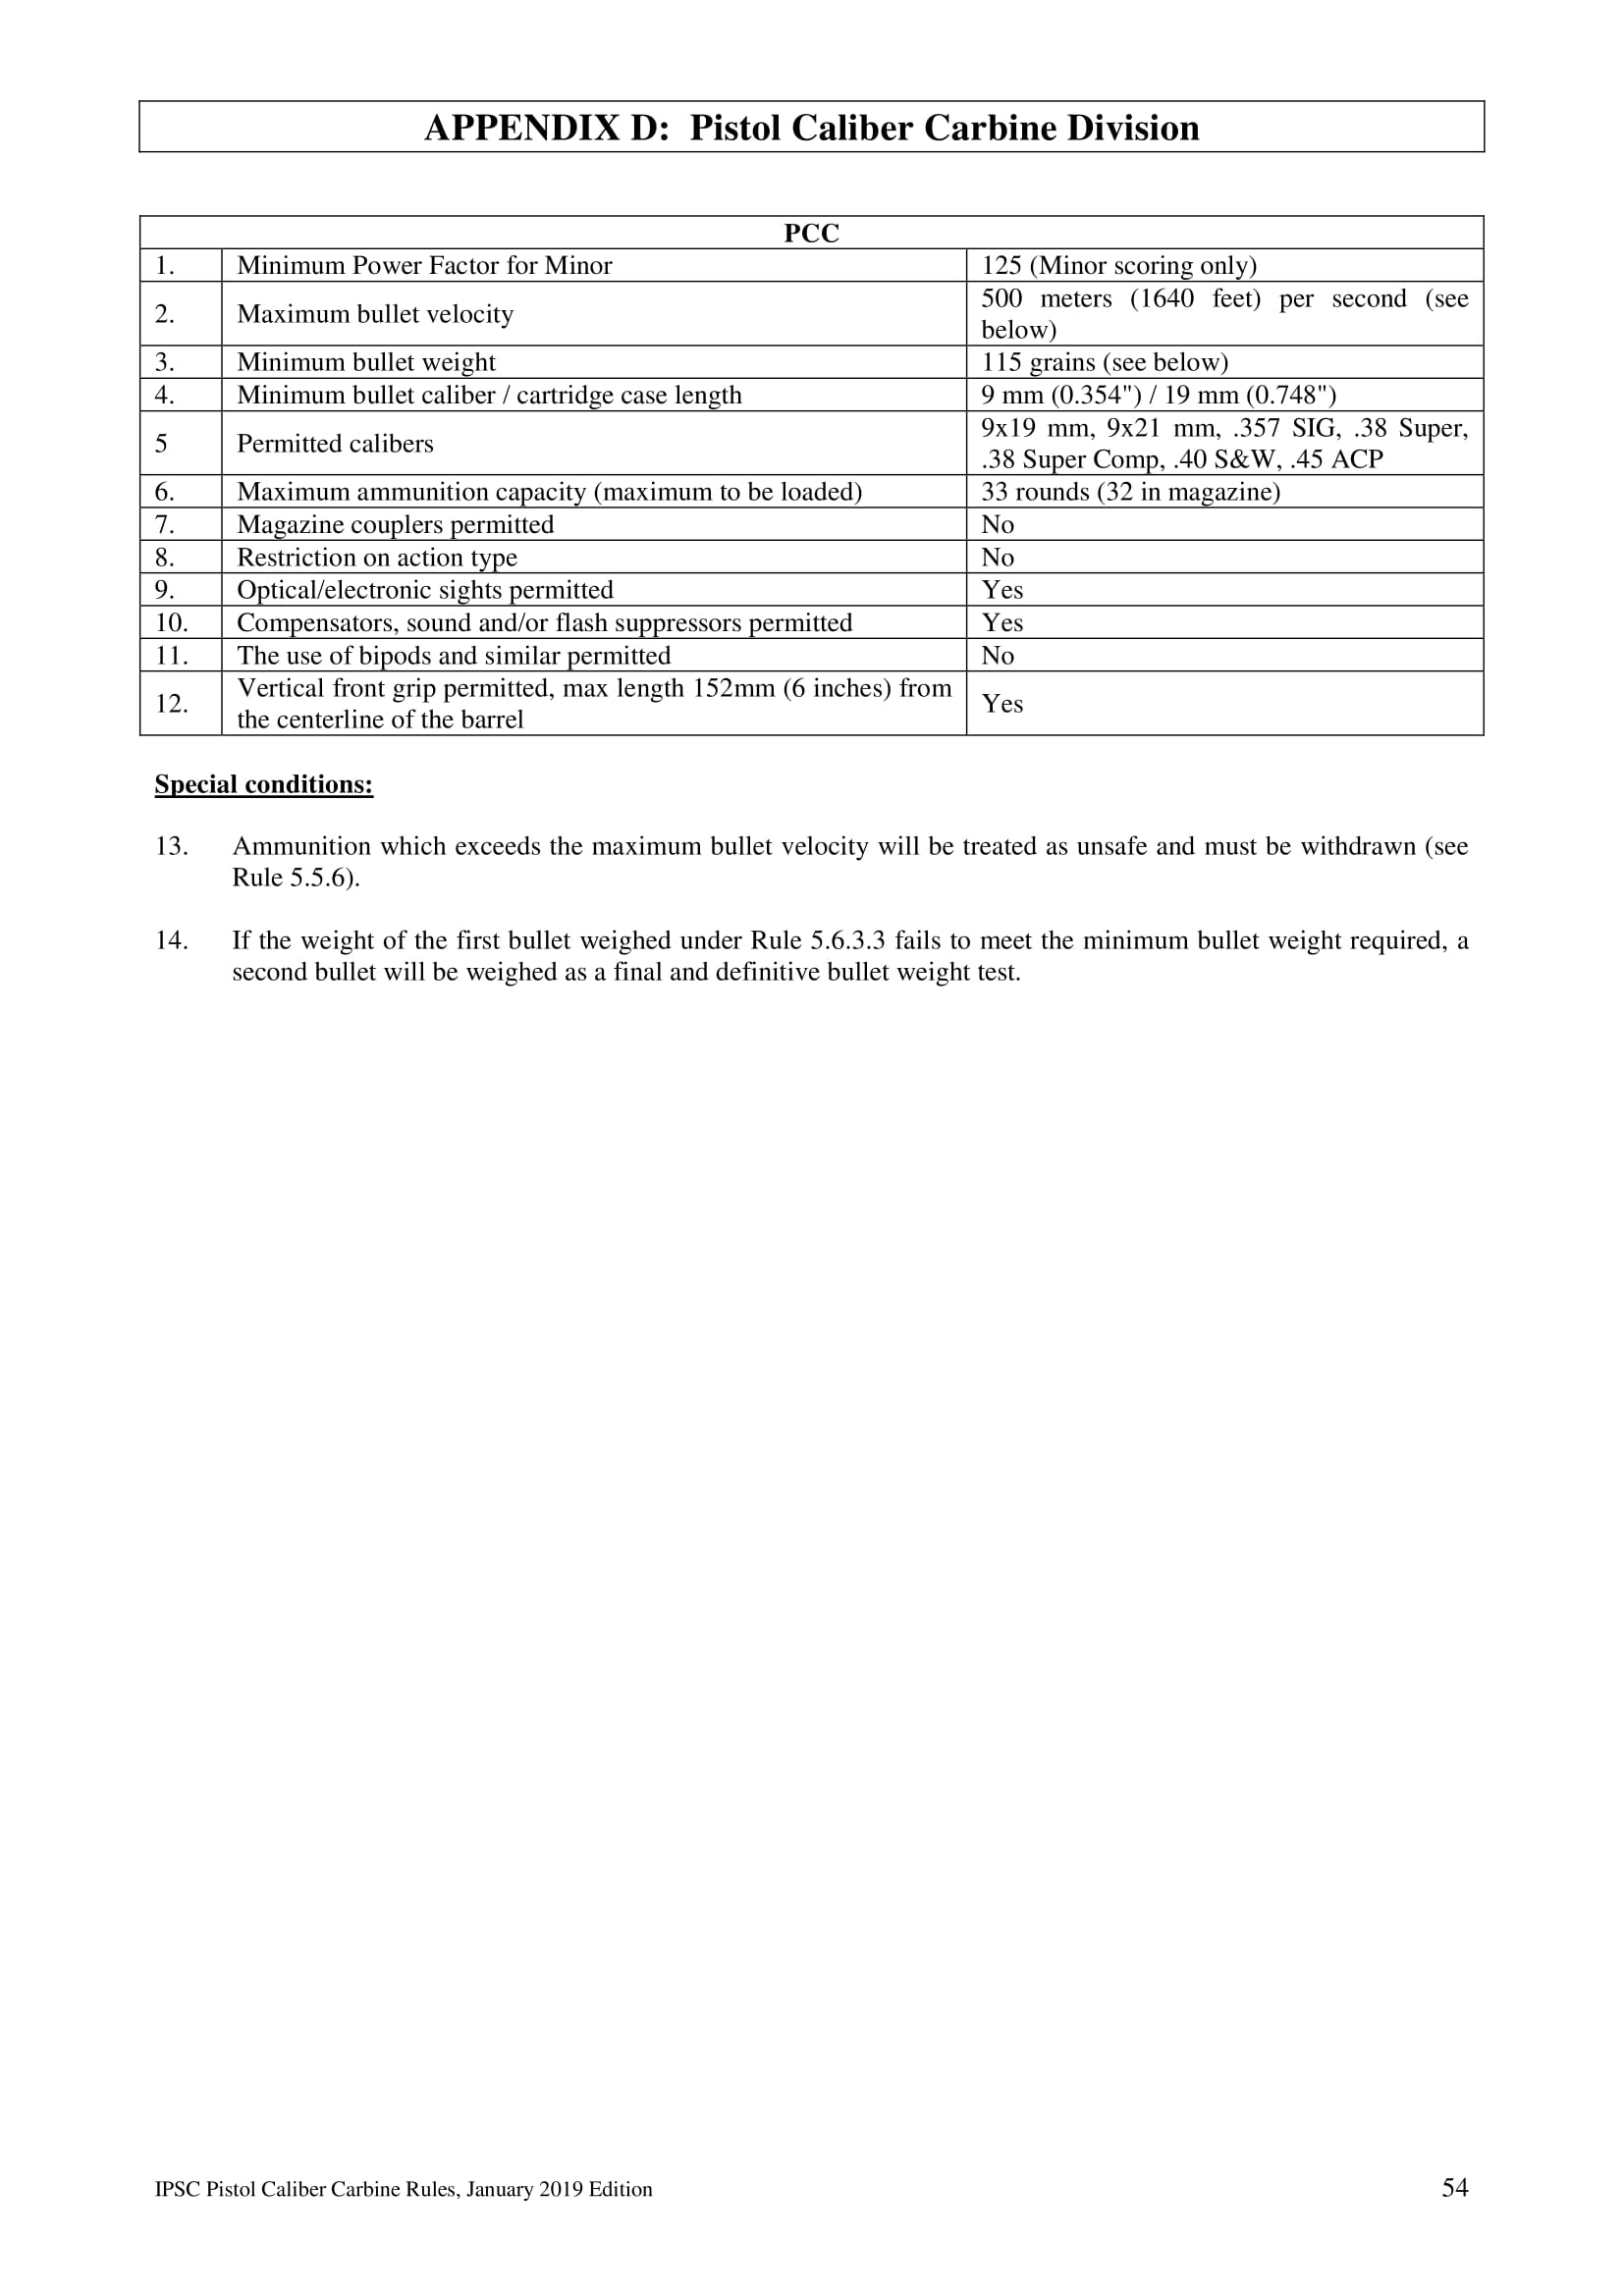 APPENDIX D: Pistol Caliber Carbine Division
PCC
1. Minimum Power Factor for Minor 125 (Minor scoring only)
2. Maximum bullet velocity 500 meters (1640 feet) per second (see
below)
3. Minimum bullet weight 115 grains (see below)
4. Minimum bullet caliber / cartridge case length 9 mm (0.354") / 19 mm (0.748")
5 Permitted calibers 9x19 mm, 9x21 mm, .357 SIG, .38 Super,
.38 Super Comp, .40 S&W, .45 ACP
6. Maximum ammunition capacity (maximum to be loaded) 33 rounds (32 in magazine)
7. Magazine couplers permitted No
8. Restriction on action type No
9. Optical/electronic sights permitted Yes
10. Compensators, sound and/or flash suppressors permitted Yes
11. The use of bipods and similar permitted No
12. Vertical front grip permitted, max length 152mm (6 inches) from
the centerline of the barrel Yes
Special conditions:
13. Ammunition which exceeds the maximum bullet velocity will be treated as unsafe and must be withdrawn (see
Rule 5.5.6).
14. If the weight of the first bullet weighed under Rule 5.6.3.3 fails to meet the minimum bullet weight required, a
second bullet will be weighed as a final and definitive bullet weight test.
IPSC Pistol Caliber Carbine Rules, January 2019 Edition 54